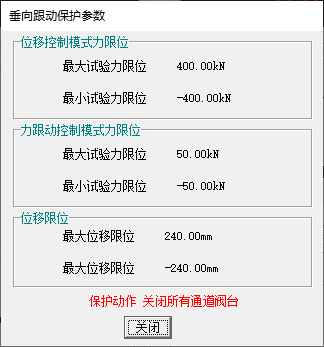 垂向跟动保护参数
位移控制模式力限位
最大试验力限位 400.00kN
最小试验力限位 -400.00kN
力跟动控制模式力限位
最大试验力限位 50.00kN
最小试验力限位 -50.00kN
位移限位
最大位移限位 240.00mm
最大位移限位 -240.00mm
保护动作 关闭所有通道阀台
关闭